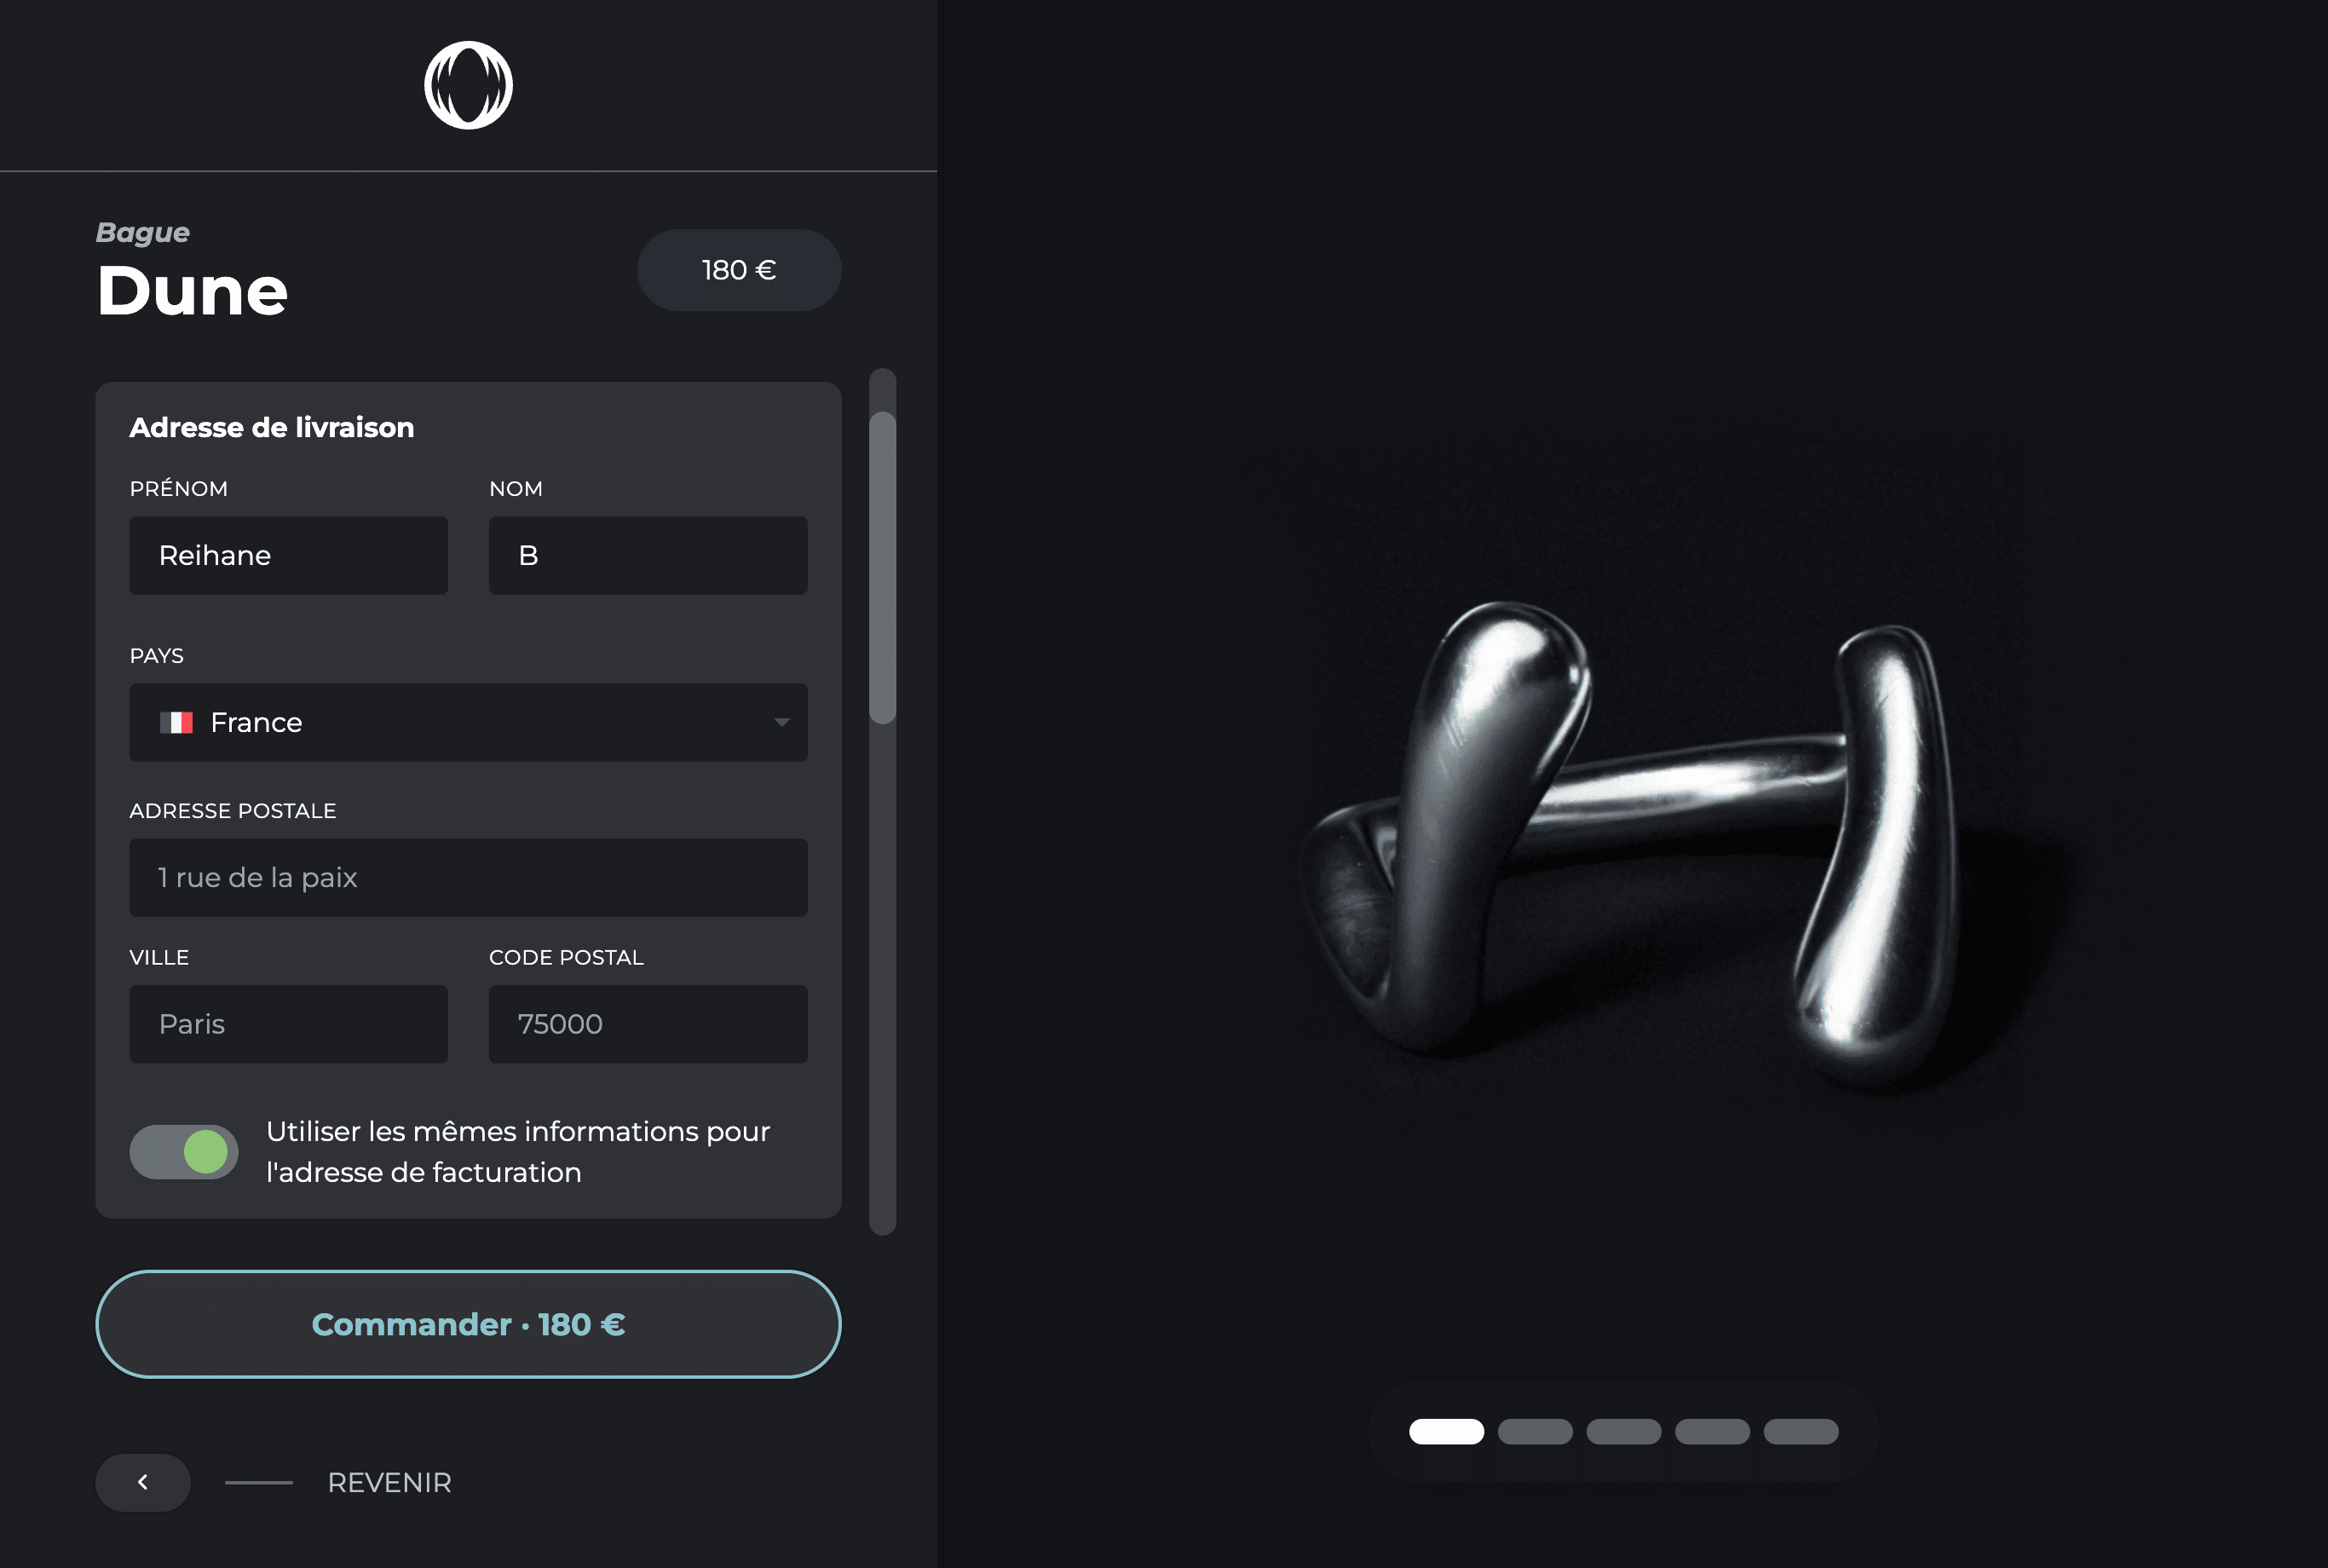 Bague
Dune
180 €
Adresse de livraison
PRÉNOM
NOM
Reihane
B
PAYS
France
ADRESSE POSTALE
1 rue de la paix
VILLE
CODE POSTAL
Paris
75000
Utiliser les mêmes informations pour
l'adresse de facturation
Commander · 180 €
REVENIR